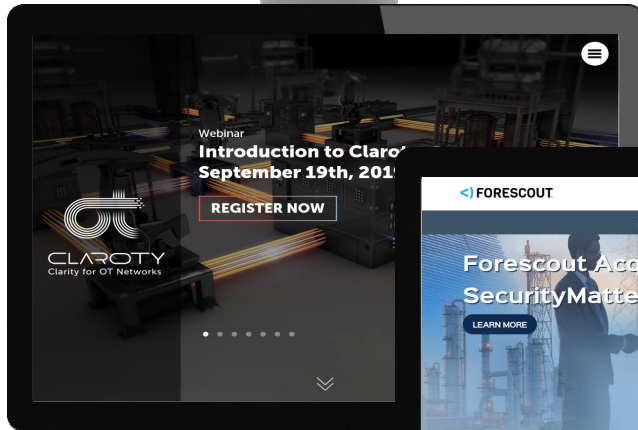 Webinar
Introduction to Clarot
September 19th, 201
REGISTER NOW
CLAROTY
Clarity for OT Networks
<) FORESCOUT
Forescout Acq
SecurityMatte
LEARN MORE